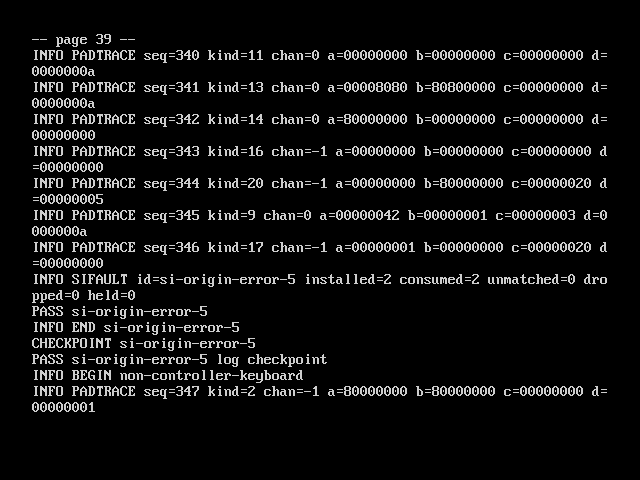 -- page 39 --
INFO PADTRACE seq=340 kind=11 chan=0 a=00000000 b=00000000 c=00000000 d=
0000000a
INFO PADTRACE seq=341 kind=13 chan=0 a=00008080 b=80800000 c=00000000 d=
0000000a
INFO PADTRACE seq=342 kind=14 chan=0 a=80000000 b=00000000 c=00000000 d=
00000000
INFO PADTRACE seq=343 kind=16 chan=-1 a=00000000 b=00000000 c=00000000 d
=00000000
INFO PADTRACE seq=344 kind=20 chan=-1 a=00000000 b=80000000 c=00000020 d
=00000005
INFO PADTRACE seq=345 kind=9 chan=0 a=00000042 b=00000001 c=00000003 d=0
000000a
INFO PADTRACE seq=346 kind=17 chan=-1 a=00000001 b=00000000 c=00000020 d
=00000000
INFO SIFAULT id=si-origin-error-5 installed=2 consumed=2 unmatched=0 dro
pped=0 held=0
PASS si-origin-error-5
INFO END si-origin-error-5
CHECKPOINT si-origin-error-5
PASS si-origin-error-5 log checkpoint
INFO BEGIN non-controller-keyboard
INFO PADTRACE seq=347 kind=2 chan=-1 a=80000000 b=80000000 c=00000000 d=
00000001